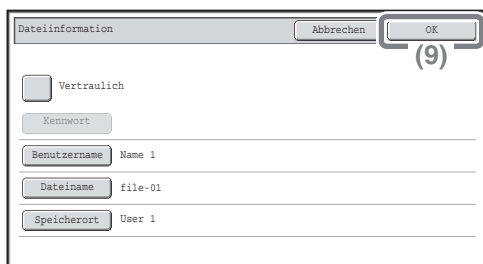 Dateiinformation Abbrechen OK
(9)
Vertraulich
Kennwort
Benutzername Name 1
Dateiname file-01
Speicherort User 1